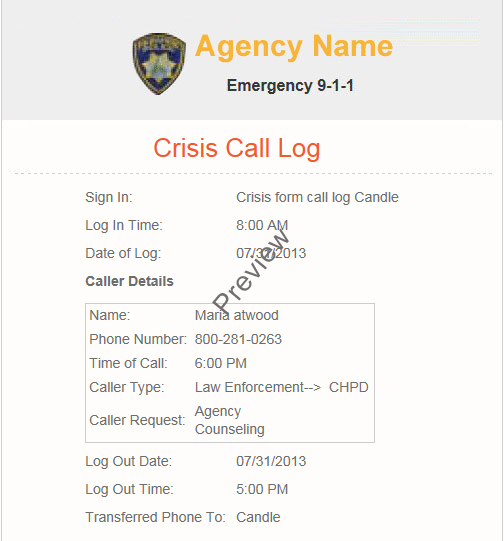 Agency Name
Emergency 9-1-1
Crisis Call Log
Sign In: Crisis form call log Candle
Log In Time: 8:00 AM
Date of Log: 07/31/2013
Caller Details
Name: Maria atwood
Phone Number: 800-281-0263
Time of Call: 6:00 PM
Caller Type: Law Enforcement--> CHPD
Caller Request: Agency
Counseling
Log Out Date: 07/31/2013
Log Out Time: 5:00 PM
Transferred Phone To: Candle
Preview